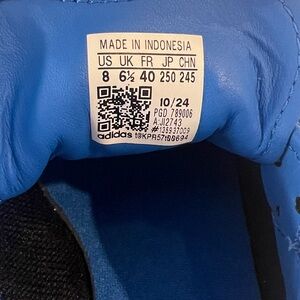 MADE IN INDONESIA
US UK FR JP CHN
8 6½ 40 250 245
10/24
PGD 789006
A:JI2743
#138937009
adidas